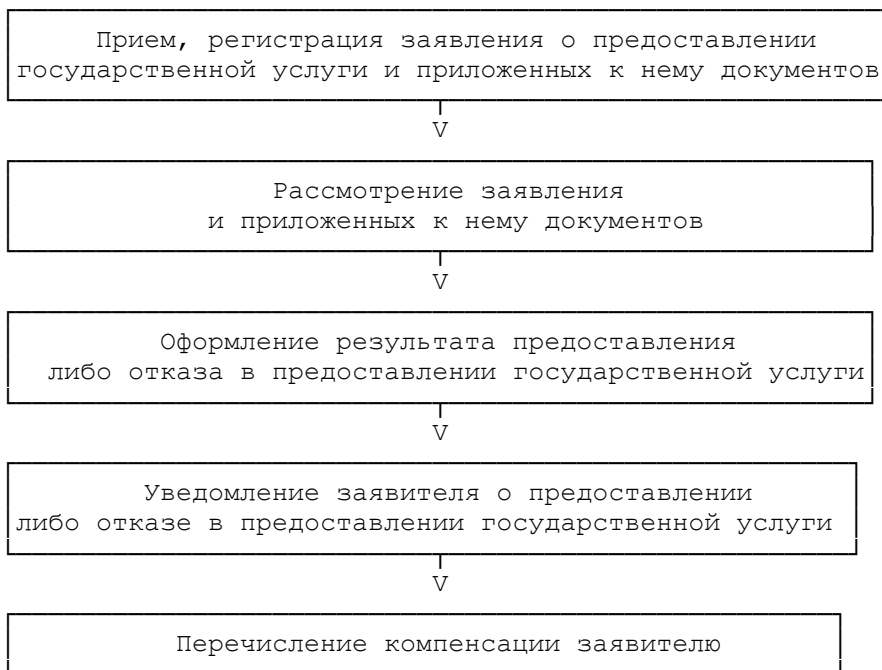 Прием, регистрация заявления о предоставлении
государственной услуги и приложенных к нему документов
V
Рассмотрение заявления
и приложенных к нему документов
V
Оформление результата предоставления
либо отказа в предоставлении государственной услуги
V
Уведомление заявителя о предоставлении
либо отказе в предоставлении государственной услуги
V
Перечисление компенсации заявителю